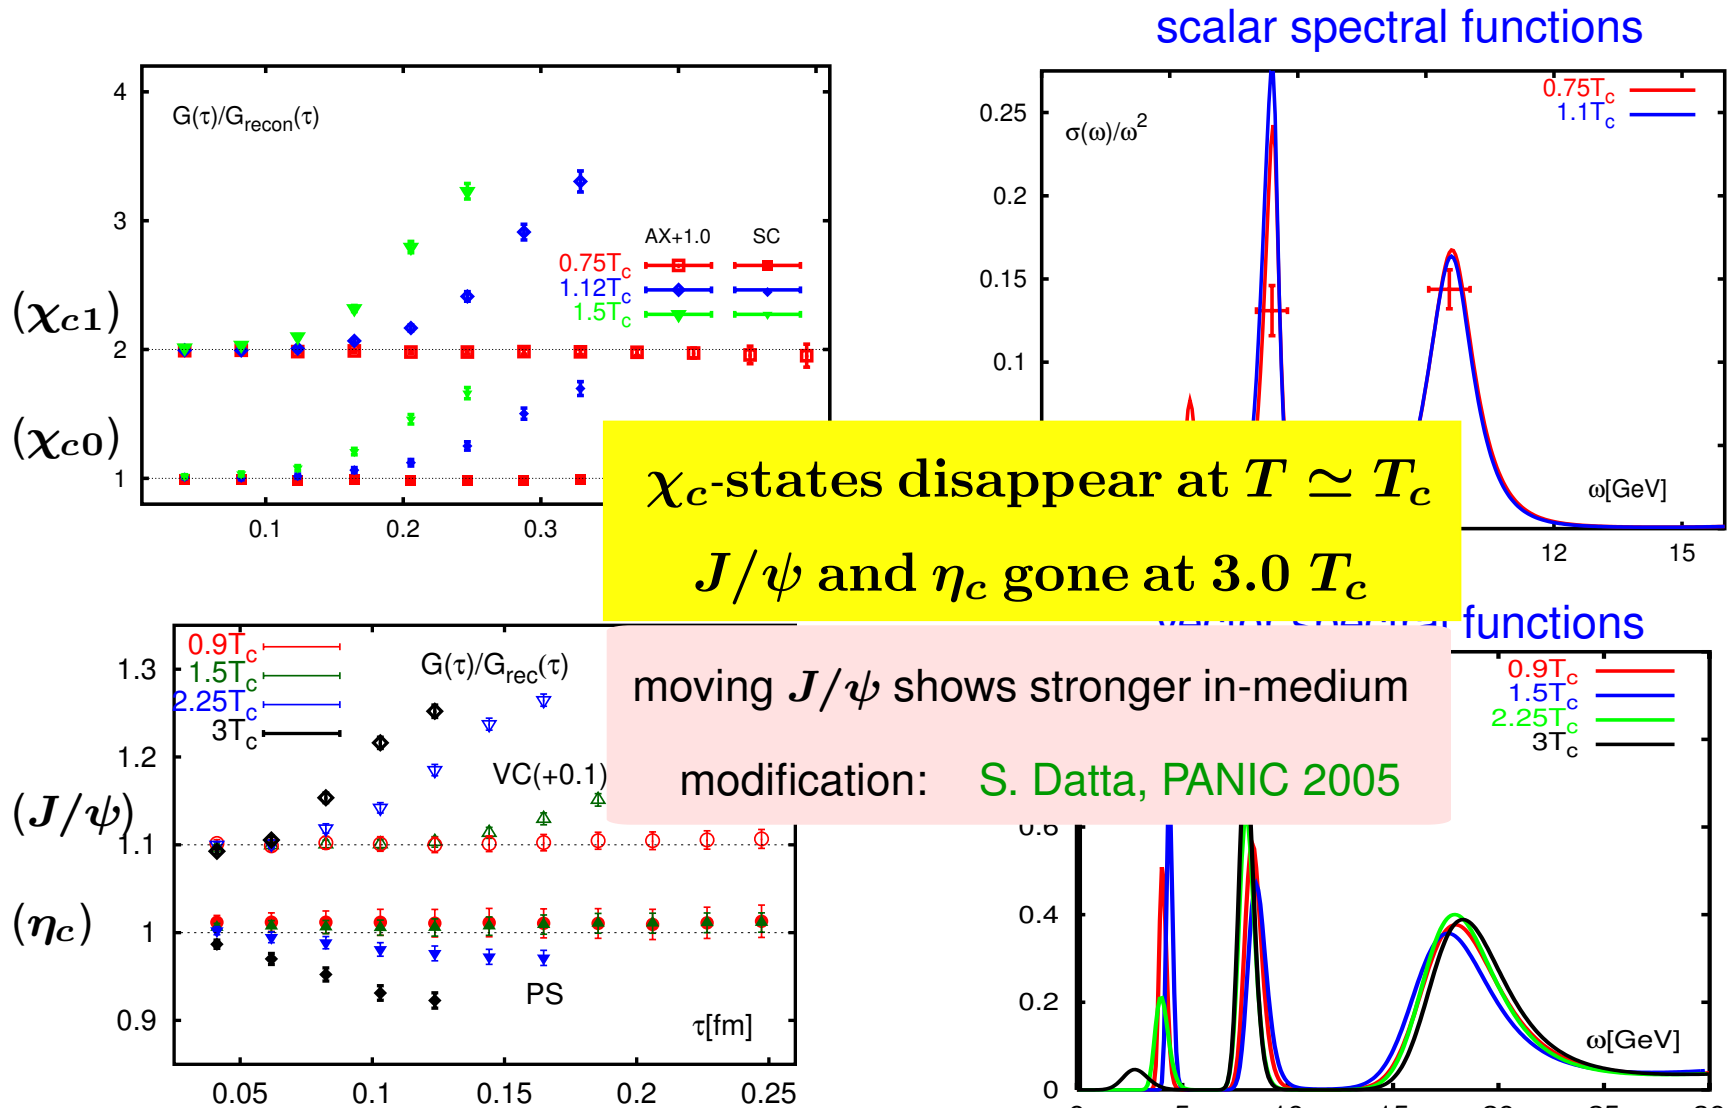 scalar spectral functions
4
3
2
1
G(τ)/G_recon(τ)
AX+1.0 SC
0.75T_c
1.12T_c
1.5T_c
(χ_c1)
(χ_c0)
0.1 0.2 0.3
0.25
0.2
0.15
0.1
σ(ω)/ω²
0.75T_c
1.1T_c
ω[GeV]
12 15
χ_c-states disappear at T ≃ T_c
J/ψ and η_c gone at 3.0 T_c
vector spectral functions
moving J/ψ shows stronger in-medium
modification: S. Datta, PANIC 2005
0.9T_c
1.5T_c
2.25T_c
3T_c
G(τ)/G_rec(τ)
VC(+0.1)
PS
τ[fm]
1.3
1.2
1.1
1
0.9
(J/ψ)
(η_c)
0.05 0.1 0.15 0.2 0.25
0.9T_c
1.5T_c
2.25T_c
3T_c
0.6
0.4
0.2
0
ω[GeV]